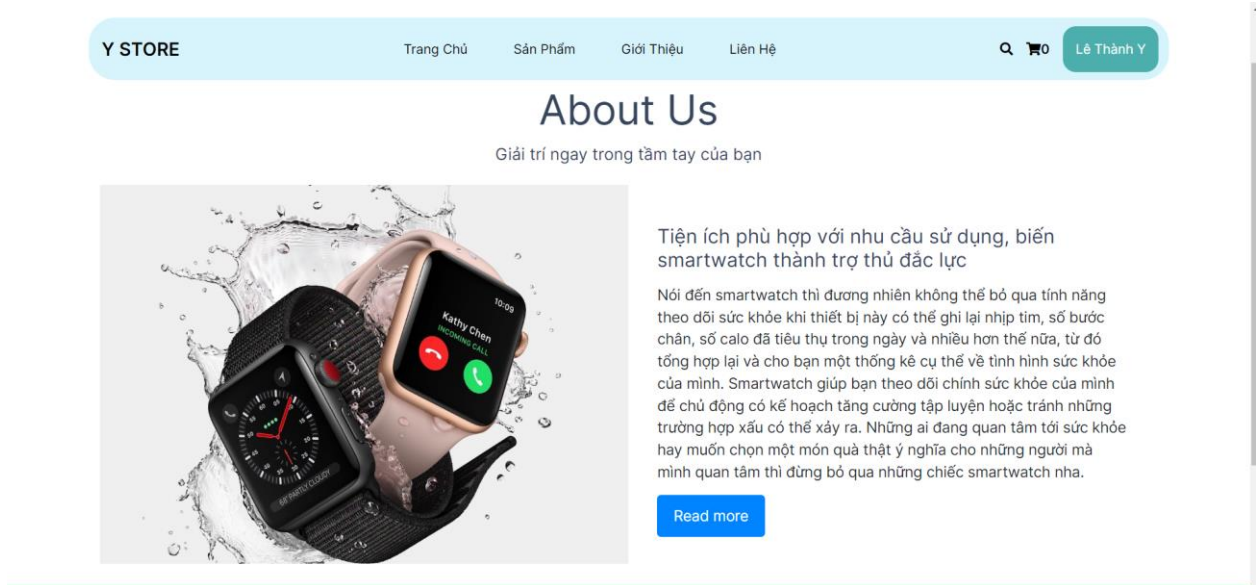 Y STORE
Trang Chủ
Sản Phẩm
Giới Thiệu
Liên Hệ
0
Lê Thành Y
About Us
Giải trí ngay trong tầm tay của bạn
10:09
Kathy Chen
INCOMING CALL
64° PARTLY CLOUDY
Tiện ích phù hợp với nhu cầu sử dụng, biến
smartwatch thành trợ thủ đắc lực
Nói đến smartwatch thì đương nhiên không thể bỏ qua tính năng
theo dõi sức khỏe khi thiết bị này có thể ghi lại nhịp tim, số bước
chân, số calo đã tiêu thụ trong ngày và nhiều hơn thế nữa, từ đó
tổng hợp lại và cho bạn một thống kê cụ thể về tình hình sức khỏe
của mình. Smartwatch giúp bạn theo dõi chính sức khỏe của mình
để chủ động có kế hoạch tăng cường tập luyện hoặc tránh những
trường hợp xấu có thể xảy ra. Những ai đang quan tâm tới sức khỏe
hay muốn chọn một món quà thật ý nghĩa cho những người mà
mình quan tâm thì đừng bỏ qua những chiếc smartwatch nha.
Read more